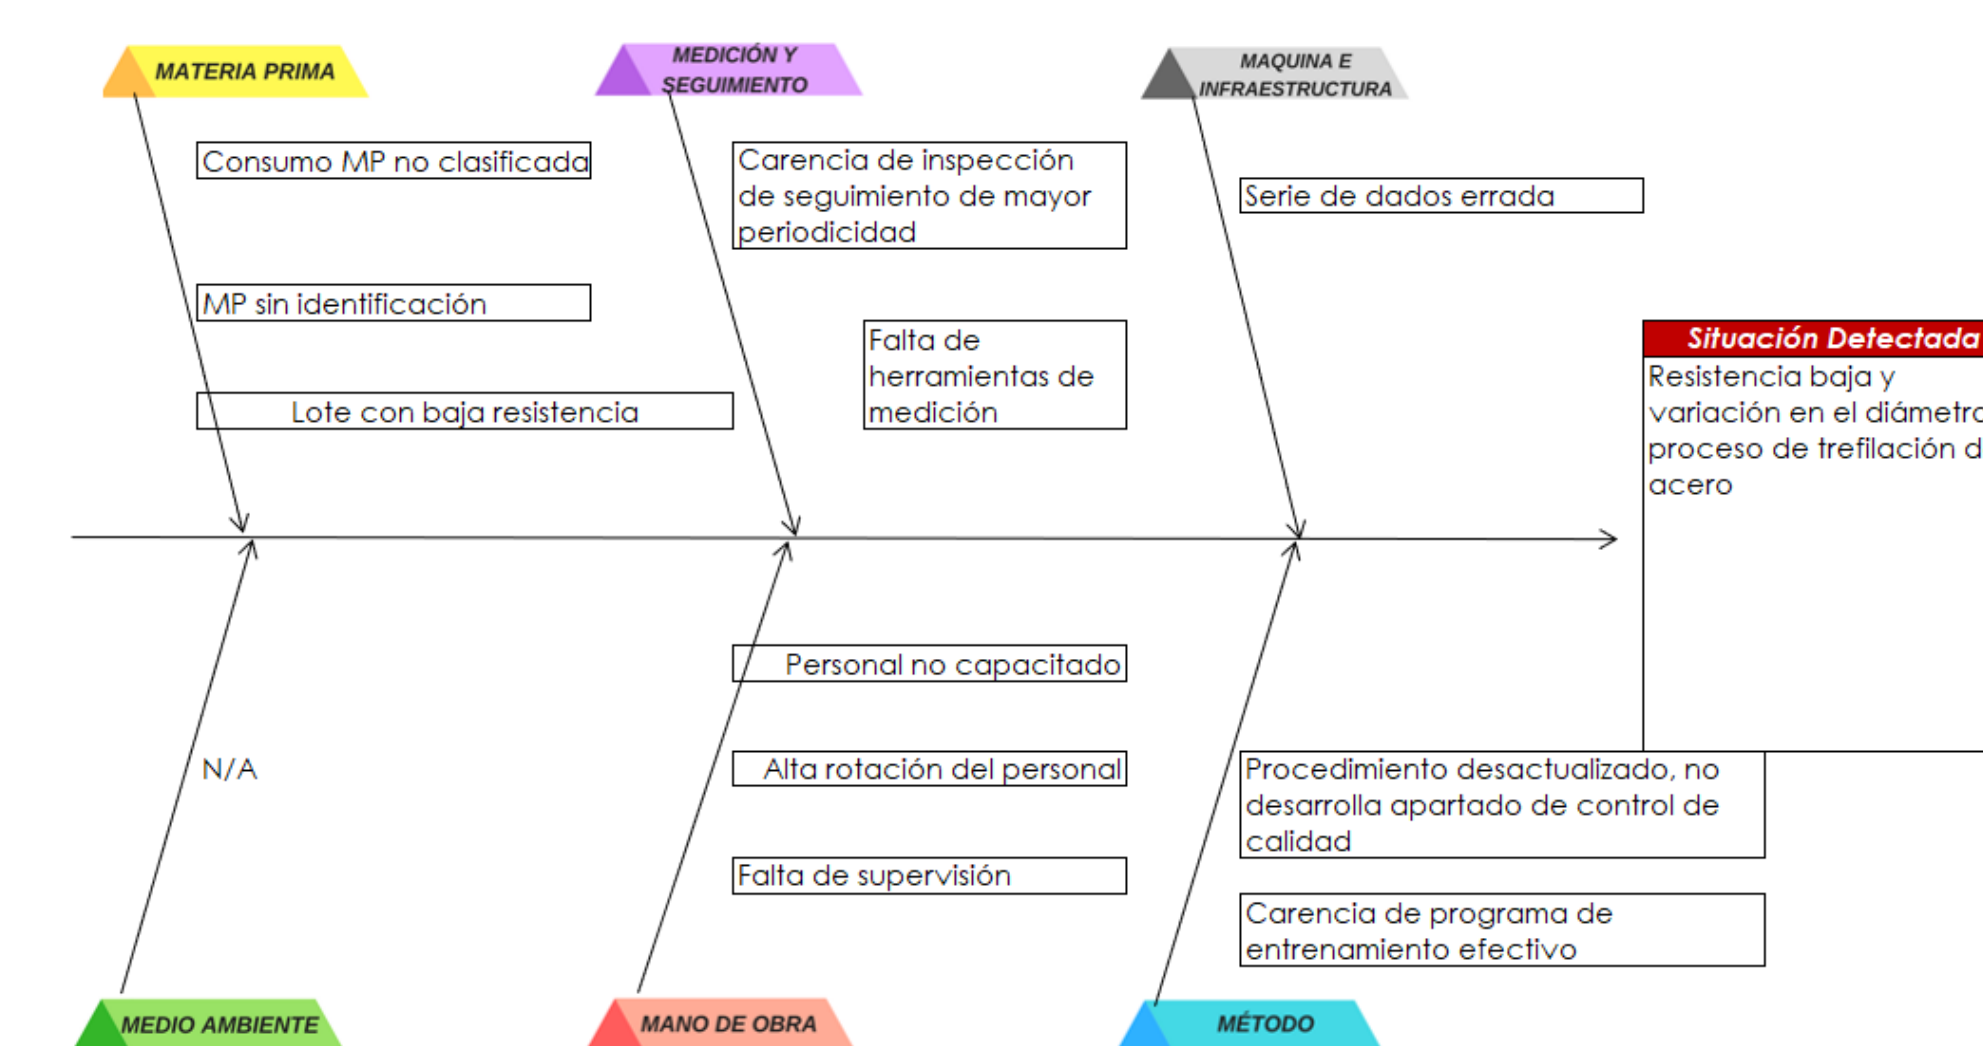 MATERIA PRIMA
MEDICIÓN Y
SEGUIMIENTO
MAQUINA E
INFRAESTRUCTURA
Consumo MP no clasificada
MP sin identificación
Lote con baja resistencia
Carencia de inspección
de seguimiento de mayor
periodicidad
Falta de
herramientas de
medición
Serie de dados errada
Situación Detectada
Resistencia baja y
variación en el diámetro
proceso de trefilación d
acero
N/A
Personal no capacitado
Alta rotación del personal
Falta de supervisión
Procedimiento desactualizado, no
desarrolla apartado de control de
calidad
Carencia de programa de
entrenamiento efectivo
MEDIO AMBIENTE
MANO DE OBRA
MÉTODO